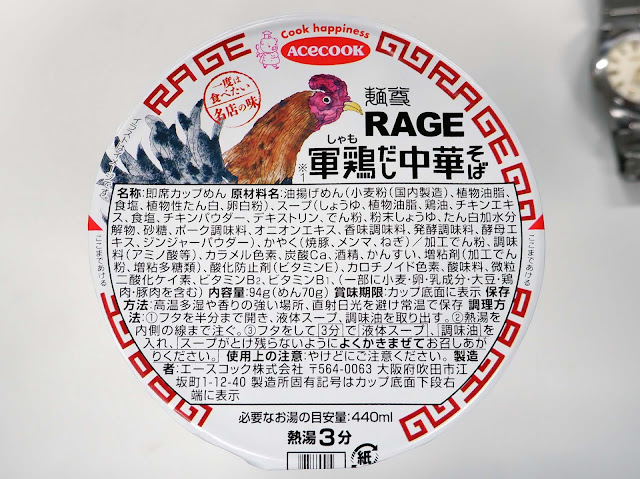 Cook happiness
ACECOOK
RAGE
GURAGE
一度は
食べたい
名店の味
麺尊
RAGE
しゃも
※1
軍鶏だし中華そば
ここまであける
ここまであける
名称:即席カップめん 原材料名:油揚げめん(小麦粉(国内製造)、植物油脂、
食塩、植物性たん白、卵白粉)、スープ(しょうゆ、植物油脂、鶏油、チキンエキ
ス、食塩、チキンパウダー、デキストリン、でん粉、粉末しょうゆ、たん白加水分
解物、砂糖、ポーク調味料、オニオンエキス、香味調味料、発酵調味料、酵母エ
キス、ジンジャーパウダー)、かやく(焼豚、メンマ、ねぎ)/加工でん粉、調味
料(アミノ酸等)、カラメル色素、炭酸Ca、酒精、かんすい、増粘剤(加工でん
粉、増粘多糖類)、酸化防止剤(ビタミンE)、カロチノイド色素、酸味料、微粒
二酸化ケイ素、ビタミンB2、ビタミンB1、(一部に小麦・卵・乳成分・大豆・鶏
肉・豚肉を含む) 内容量:94g(めん70g) 賞味期限:カップ底面に表示 保存
方法:高温多湿や香りの強い場所、直射日光を避け常温で保存 調理方
法:①フタを半分まで開け、液体スープ、調味油を取り出す。②熱湯を
内側の線まで注ぐ。③フタをして3分で液体スープ、調味油を
入れ、スープがとけ残らないようによくかきまぜてお召しあが
りください。 使用上の注意:やけどにご注意ください。 製造
者:エースコック株式会社 〒564-0063 大阪府吹田市江
坂町1-12-40 製造所固有記号はカップ底面下段右
端に表示
必要なお湯の目安量:440ml
熱湯3分
紙